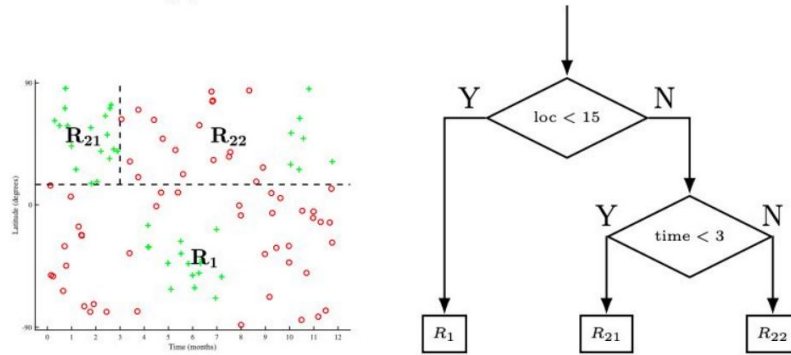 90
R21
R22
Latitude (degrees)
0
R1
-90
0 1 2 3 4 5 6 7 8 9 10 11 12
Time (months)
Y
loc < 15
N
Y
time < 3
N
R1
R21
R22